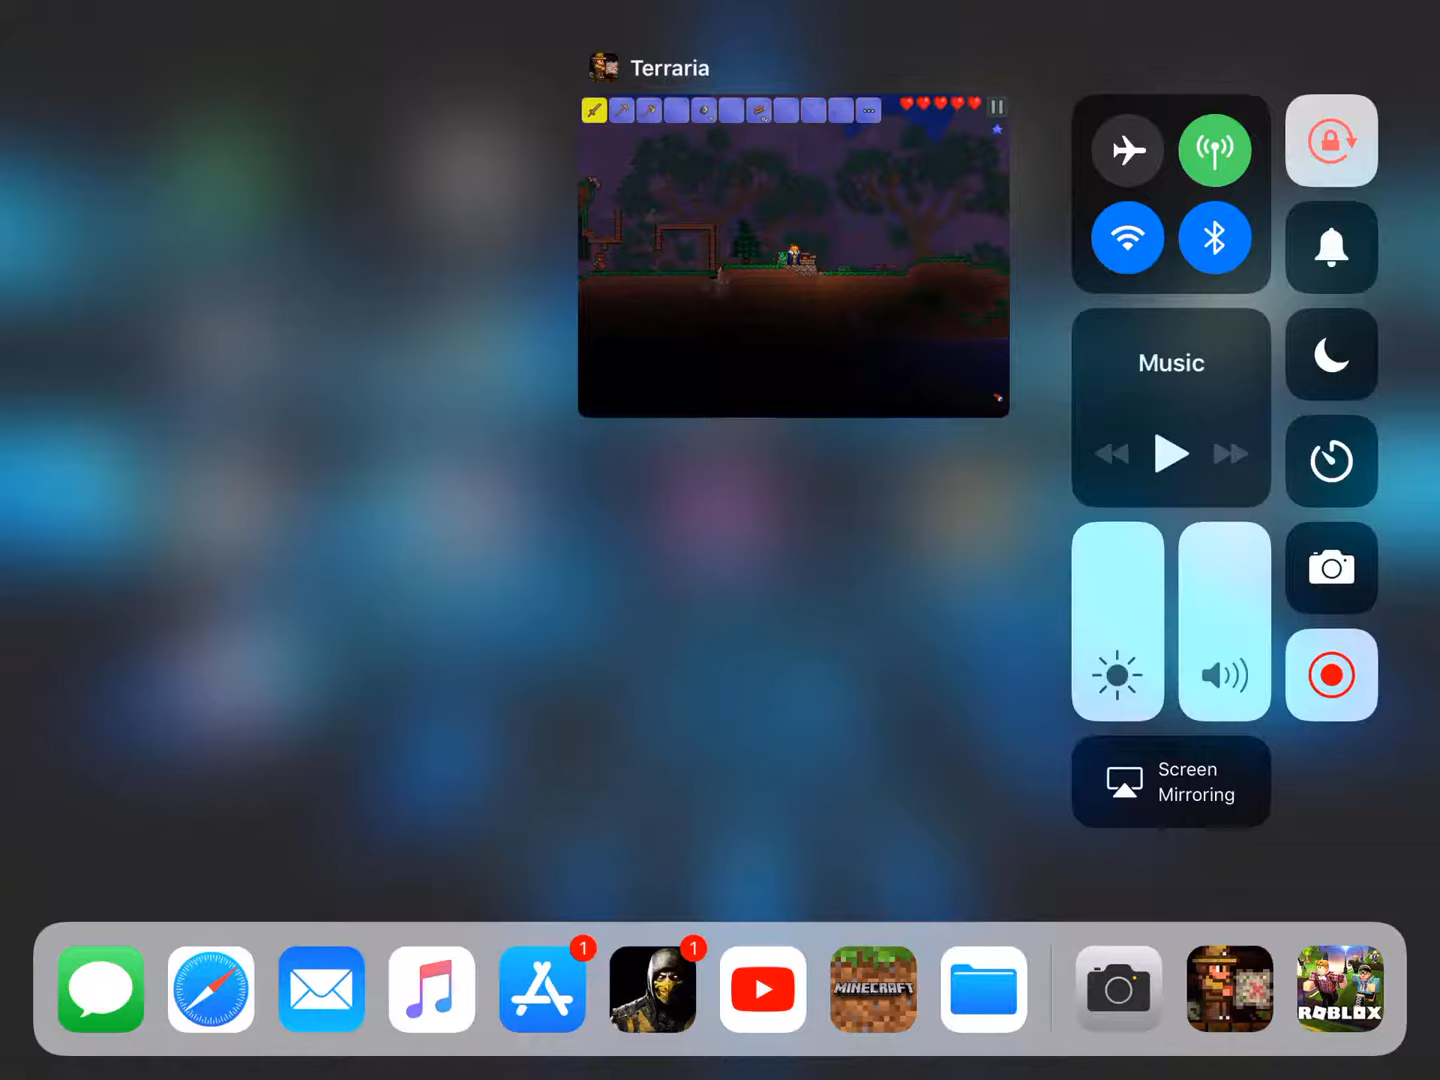 Terraria
Music
Screen
Mirroring
1
1
MINECRAFT
ROBLOX